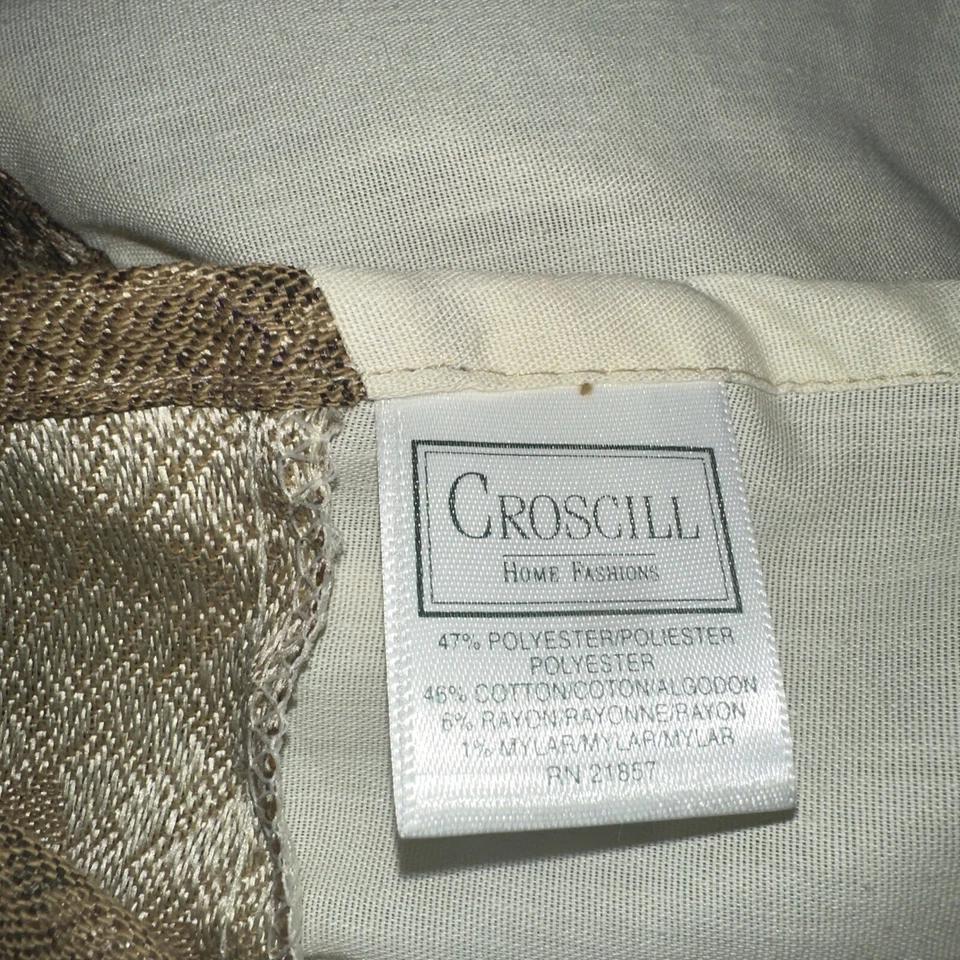 CROSCILL
HOME FASHIONS
47% POLYESTER/POLIESTER
POLYESTER
46% COTTON/COTON/ALGODON
6% RAYON/RAYONNE/RAYON
1% MYLAR/MYLAR/MYLAR
RN 21857